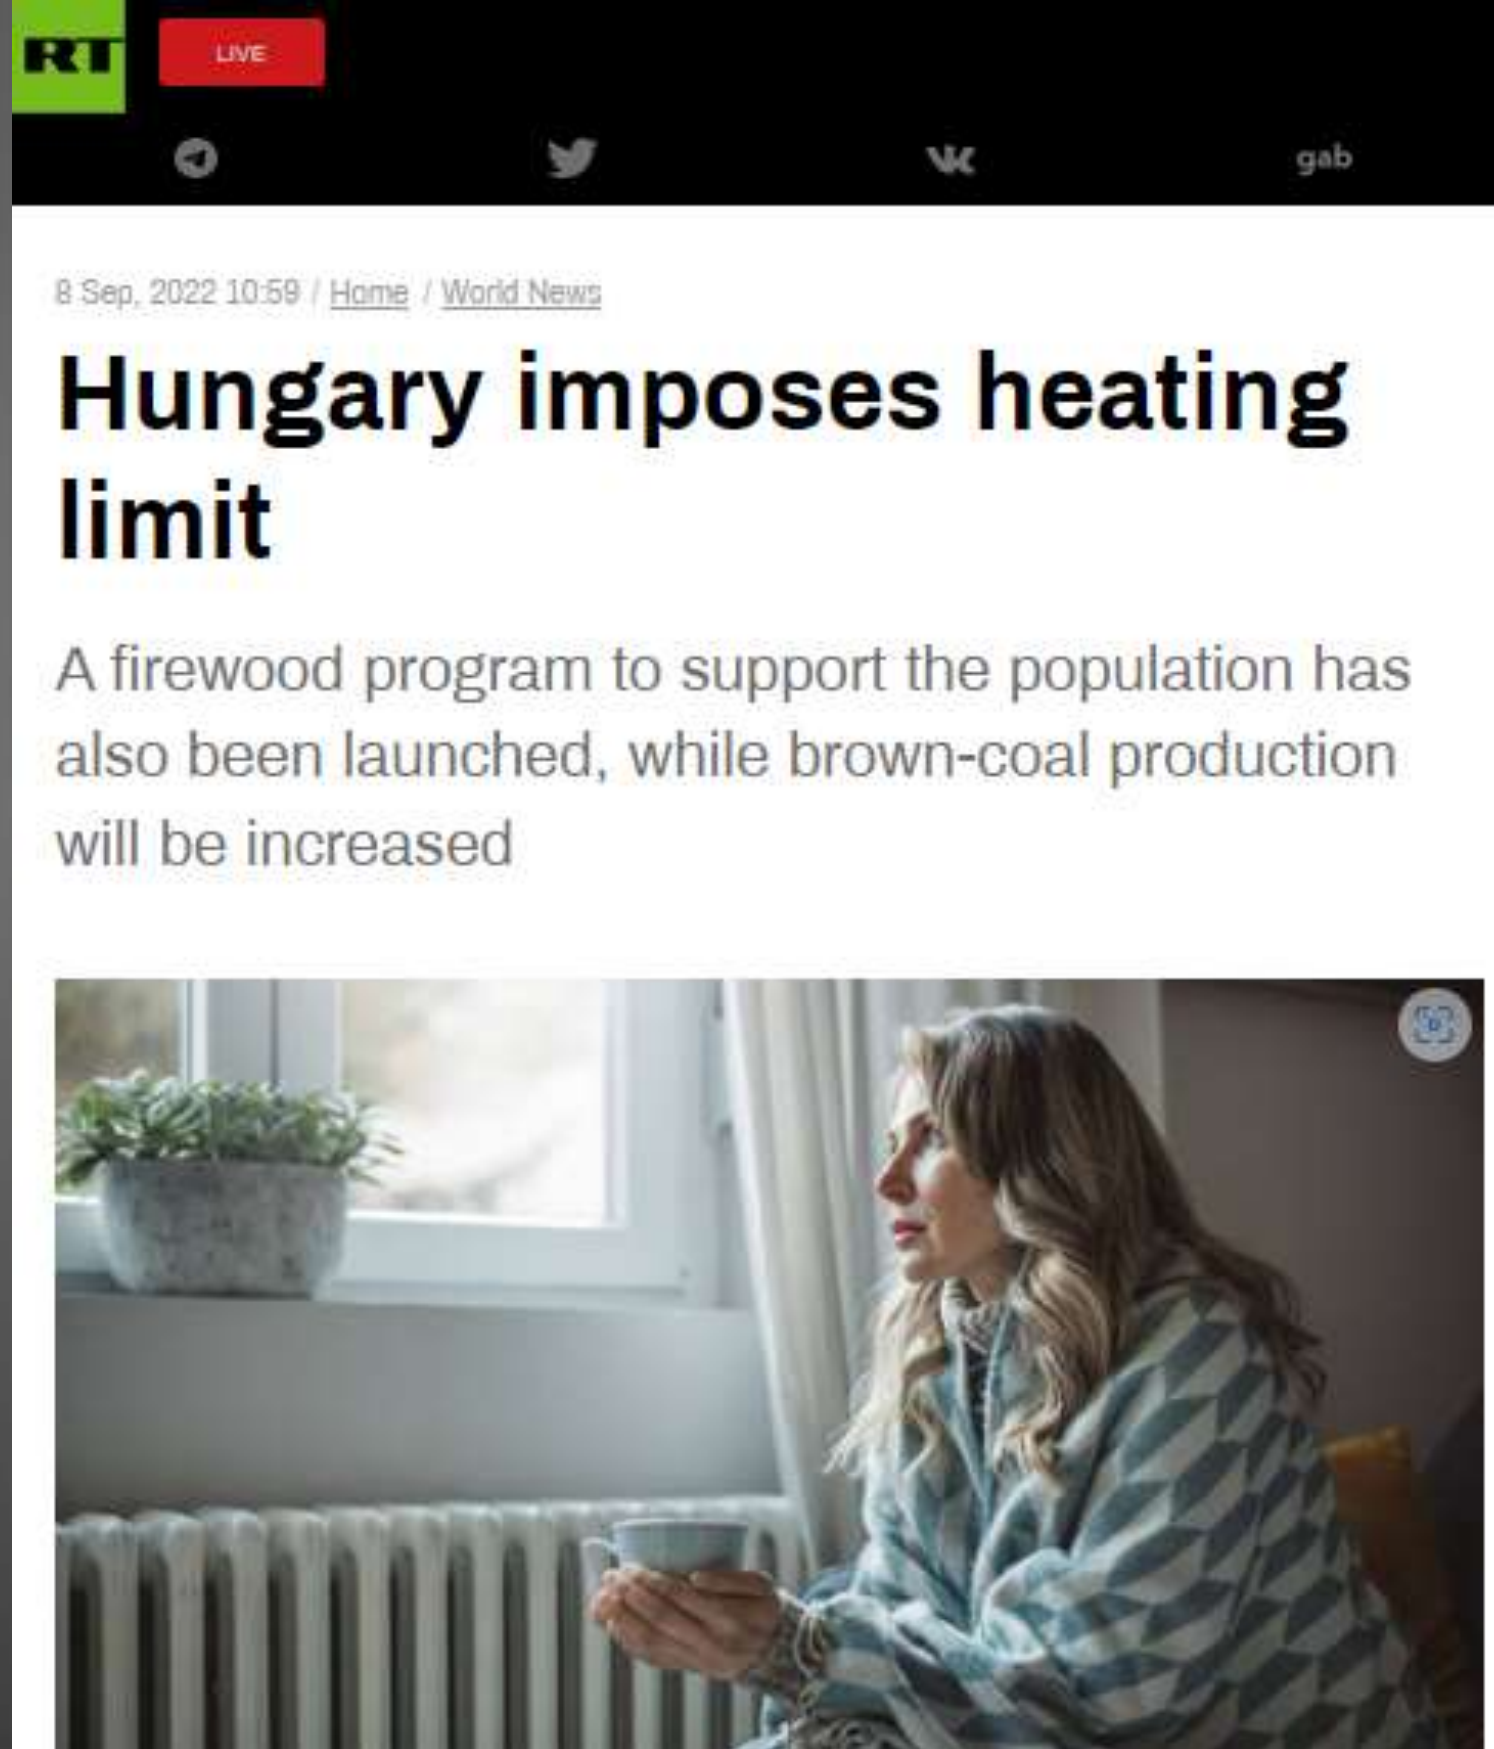 RT
LIVE
gab
8 Sep, 2022 10:59 / Home / World News
Hungary imposes heating
limit
A firewood program to support the population has
also been launched, while brown-coal production
will be increased